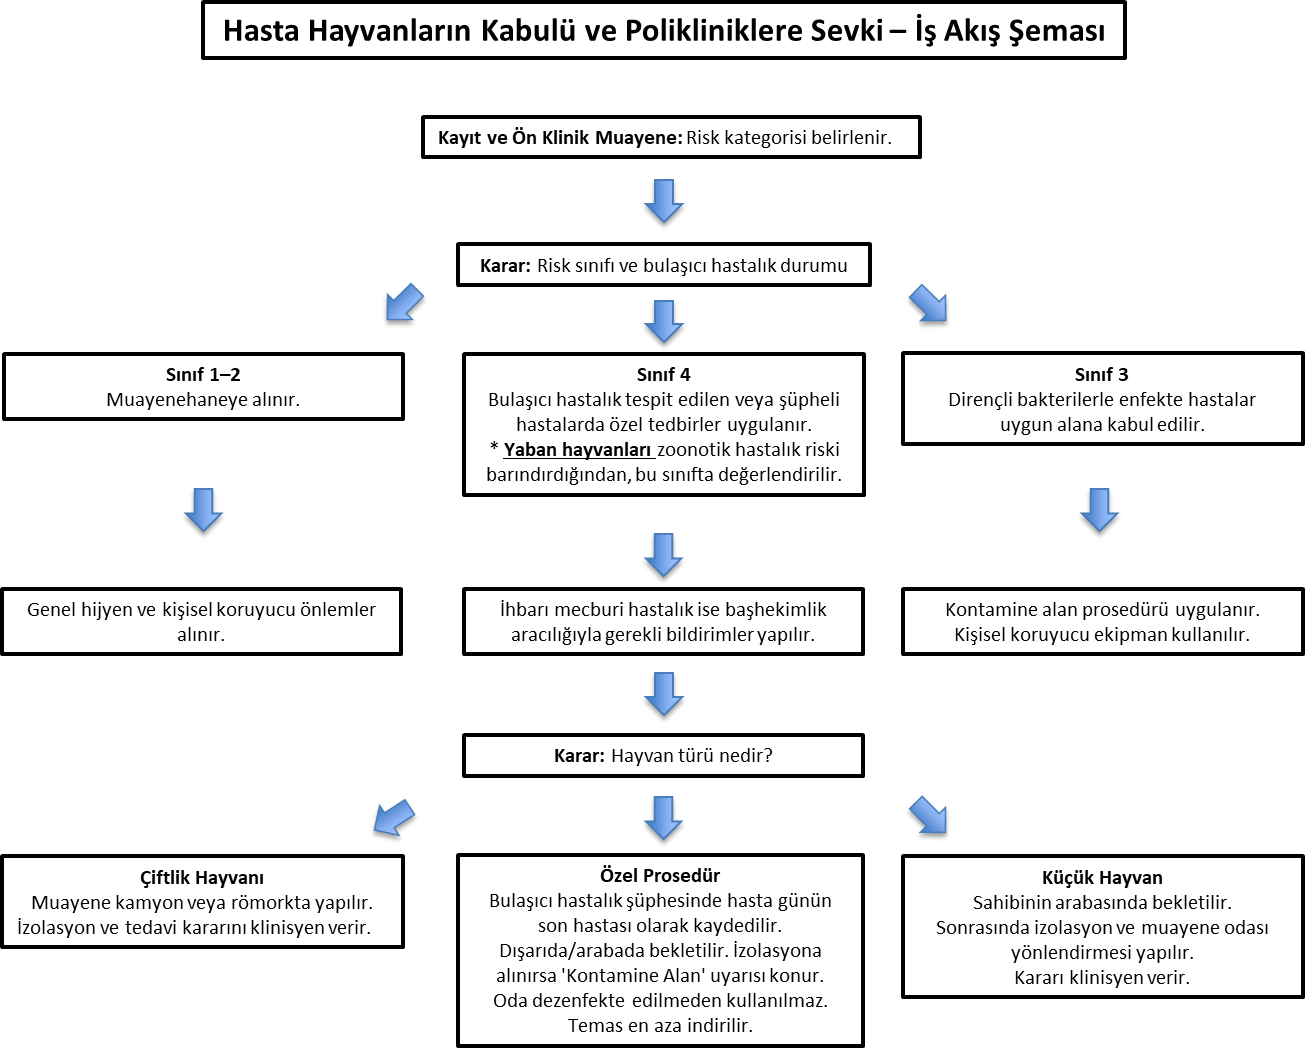 Hasta Hayvanların Kabulü ve Polikliniklere Sevki – İş Akış Şeması
Kayıt ve Ön Klinik Muayene: Risk kategorisi belirlenir.
Karar: Risk sınıfı ve bulaşıcı hastalık durumu
Sınıf 1–2
Muayenehaneye alınır.
Sınıf 4
Bulaşıcı hastalık tespit edilen veya şüpheli
hastalarda özel tedbirler uygulanır.
* Yaban hayvanları zoonotik hastalık riski
barındırdığından, bu sınıfta değerlendirilir.
Sınıf 3
Dirençli bakterilerle enfekte hastalar
uygun alana kabul edilir.
Genel hijyen ve kişisel koruyucu önlemler
alınır.
İhbarı mecburi hastalık ise başhekimlik
aracılığıyla gerekli bildirimler yapılır.
Kontamine alan prosedürü uygulanır.
Kişisel koruyucu ekipman kullanılır.
Karar: Hayvan türü nedir?
Çiftlik Hayvanı
Muayene kamyon veya römorkta yapılır.
İzolasyon ve tedavi kararını klinisyen verir.
Özel Prosedür
Bulaşıcı hastalık şüphesinde hasta günün
son hastası olarak kaydedilir.
Dışarıda/arabada bekletilir. İzolasyona
alınırsa 'Kontamine Alan' uyarısı konur.
Oda dezenfekte edilmeden kullanılmaz.
Temas en aza indirilir.
Küçük Hayvan
Sahibinin arabasında bekletilir.
Sonrasında izolasyon ve muayene odası
yönlendirmesi yapılır.
Kararı klinisyen verir.